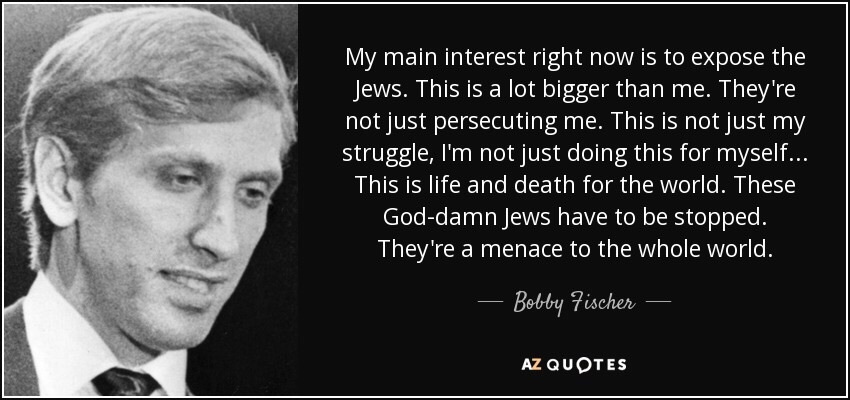 My main interest right now is to expose the
Jews. This is a lot bigger than me. They're
not just persecuting me. This is not just my
struggle, I'm not just doing this for myself...
This is life and death for the world. These
God-damn Jews have to be stopped.
They're a menace to the whole world.
Bobby Fischer
AZ QUOTES